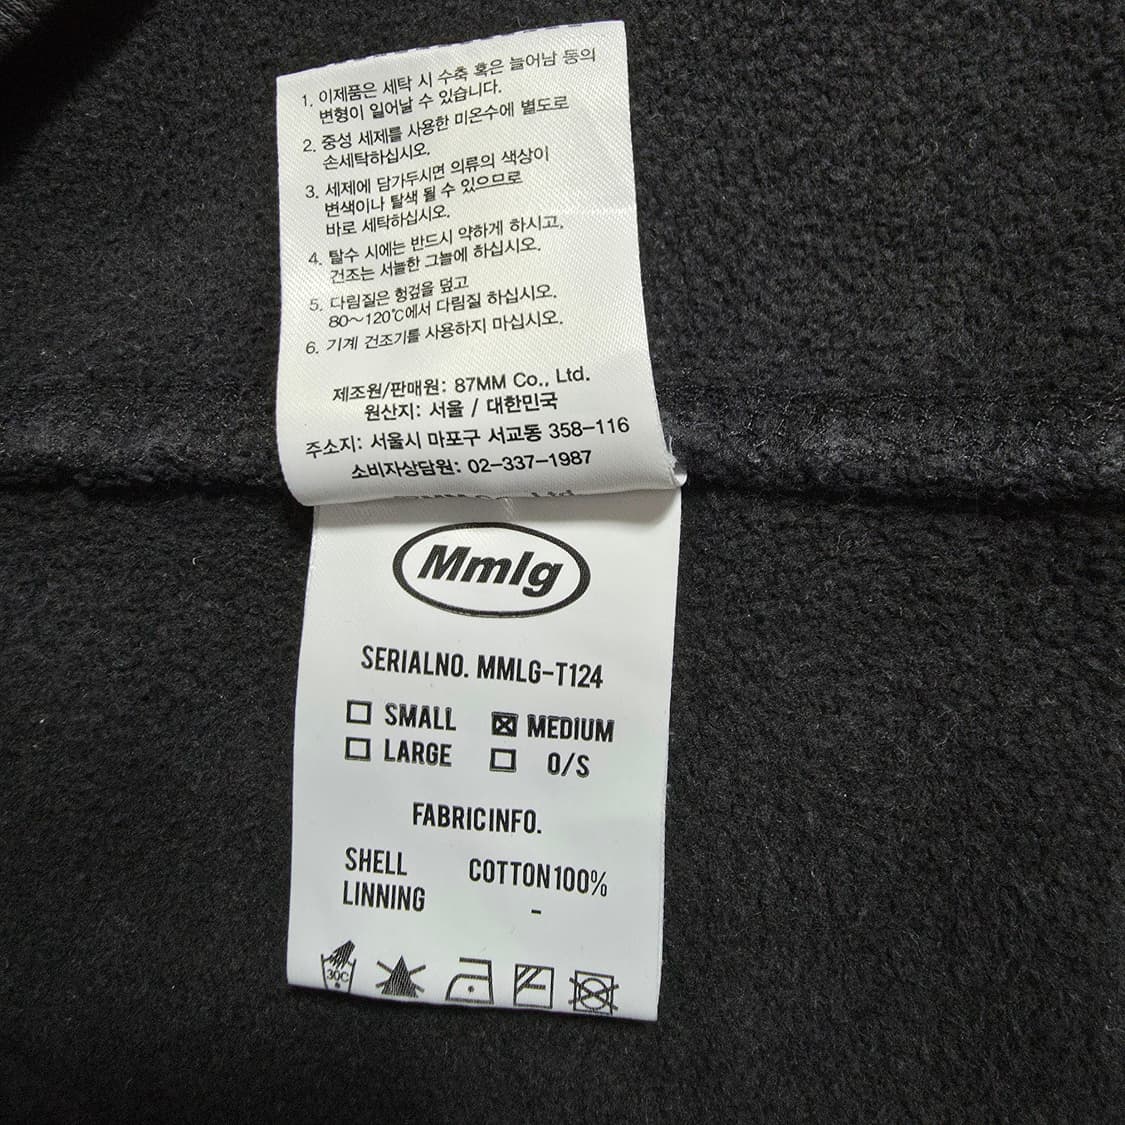 1. 이제품은 세탁 시 수축 혹은 늘어남 등의
변형이 일어날 수 있습니다.
2. 중성 세제를 사용한 미온수에 별도로
손세탁하십시오.
3. 세제에 담가두시면 의류의 색상이
변색이나 탈색 될 수 있으므로
바로 세탁하십시오.
4. 탈수 시에는 반드시 약하게 하시고,
건조는 서늘한 그늘에 하십시오.
5. 다림질은 헝겊을 덮고
80~120℃에서 다림질 하십시오.
6. 기계 건조기를 사용하지 마십시오.
제조원/판매원: 87MM Co., Ltd.
원산지: 서울 / 대한민국
주소지: 서울시 마포구 서교동 358-116
소비자상담원: 02-337-1987
Mmlg
SERIALNO. MMLG-T124
SMALL MEDIUM
LARGE O/S
FABRICINFO.
SHELL COTTON100%
LINNING -
30C